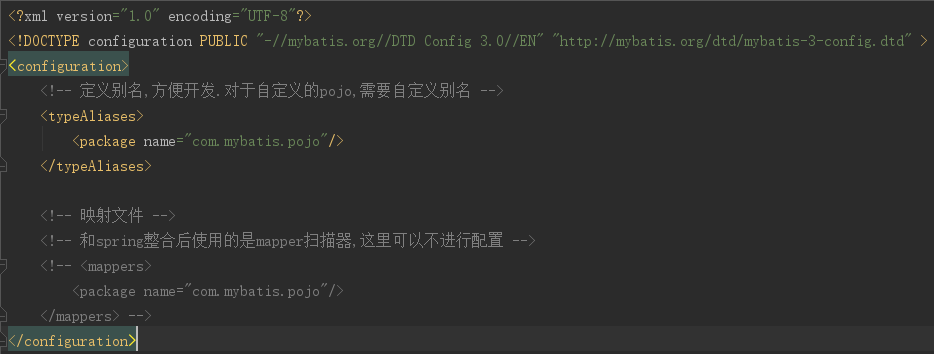 <?xml version="1.0" encoding="UTF-8"?>
<!DOCTYPE configuration PUBLIC "-//mybatis.org//DTD Config 3.0//EN" "http://mybatis.org/dtd/mybatis-3-config.dtd" >
<configuration>
    <!-- 定义别名,方便开发.对于自定义的pojo,需要自定义别名 -->
    <typeAliases>
        <package name="com.mybatis.pojo"/>
    </typeAliases>

    <!-- 映射文件 -->
    <!-- 和spring整合后使用的是mapper扫描器,这里可以不进行配置 -->
    <!-- <mappers>
        <package name="com.mybatis.pojo"/>
    </mappers> -->
</configuration>